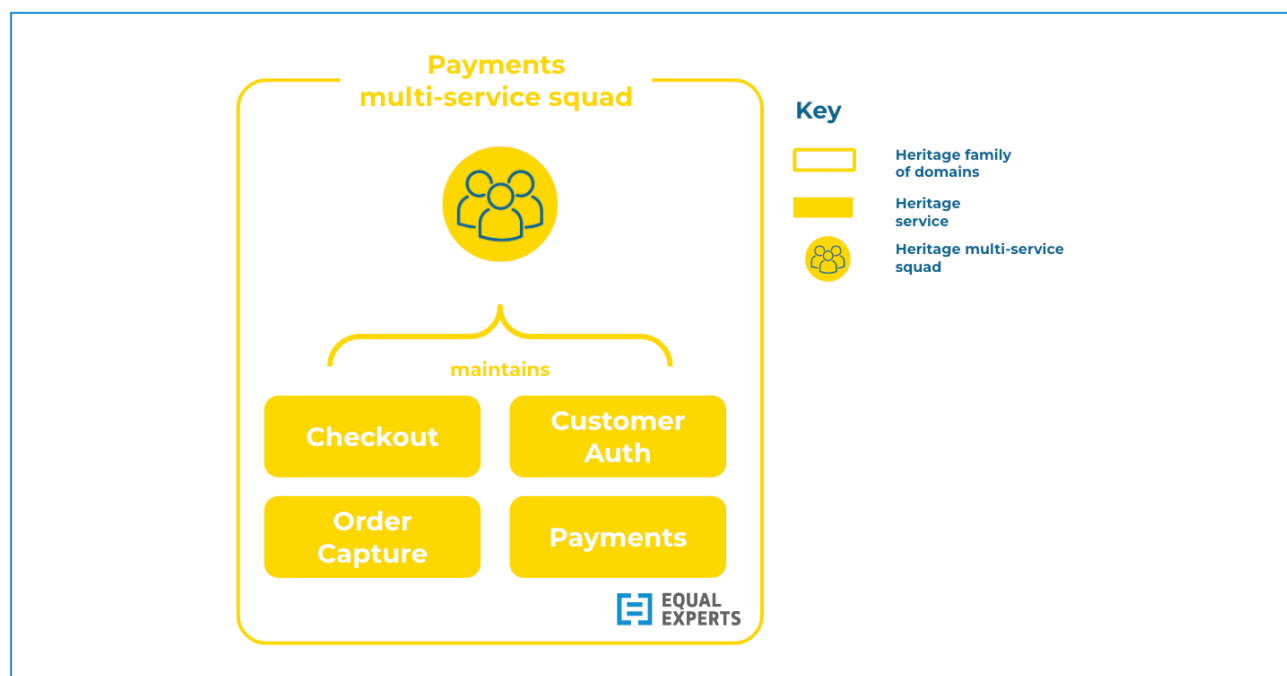 Payments
multi-service squad
maintains
Checkout
Customer
Auth
Order
Capture
Payments
EQUAL
EXPERTS
Key
Heritage family
of domains
Heritage
service
Heritage multi-service
squad